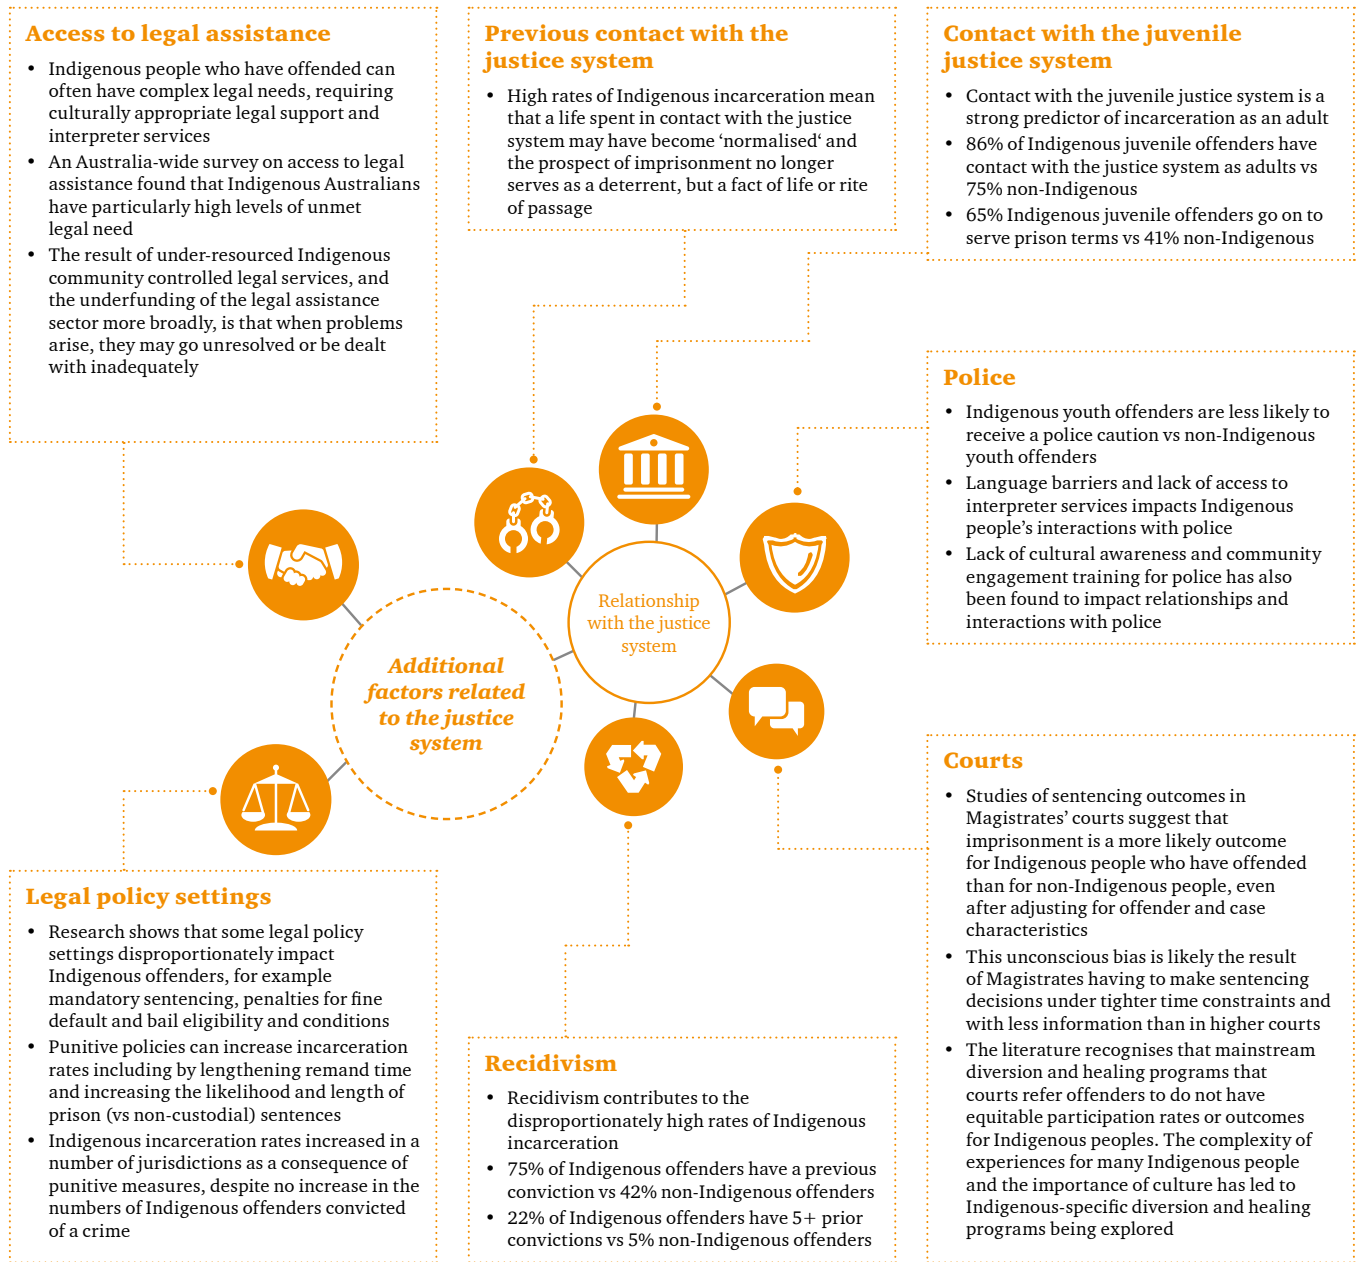 Access to legal assistance
• Indigenous people who have offended can
often have complex legal needs, requiring
culturally appropriate legal support and
interpreter services
• An Australia-wide survey on access to legal
assistance found that Indigenous Australians
have particularly high levels of unmet
legal need
• The result of under-resourced Indigenous
community controlled legal services, and
the underfunding of the legal assistance
sector more broadly, is that when problems
arise, they may go unresolved or be dealt
with inadequately
Previous contact with the
justice system
• High rates of Indigenous incarceration mean
that a life spent in contact with the justice
system may have become ‘normalised‘ and
the prospect of imprisonment no longer
serves as a deterrent, but a fact of life or rite
of passage
Contact with the juvenile
justice system
• Contact with the juvenile justice system is a
strong predictor of incarceration as an adult
• 86% of Indigenous juvenile offenders have
contact with the justice system as adults vs
75% non-Indigenous
• 65% Indigenous juvenile offenders go on to
serve prison terms vs 41% non-Indigenous
Police
• Indigenous youth offenders are less likely to
receive a police caution vs non-Indigenous
youth offenders
• Language barriers and lack of access to
interpreter services impacts Indigenous
people’s interactions with police
• Lack of cultural awareness and community
engagement training for police has also
been found to impact relationships and
interactions with police
Relationship
with the justice
system
Additional
factors related
to the justice
system
Courts
• Studies of sentencing outcomes in
Magistrates’ courts suggest that
imprisonment is a more likely outcome
for Indigenous people who have offended
than for non-Indigenous people, even
after adjusting for offender and case
characteristics
• This unconscious bias is likely the result
of Magistrates having to make sentencing
decisions under tighter time constraints and
with less information than in higher courts
• The literature recognises that mainstream
diversion and healing programs that
courts refer offenders to do not have
equitable participation rates or outcomes
for Indigenous peoples. The complexity of
experiences for many Indigenous people
and the importance of culture has led to
Indigenous-specific diversion and healing
programs being explored
Legal policy settings
• Research shows that some legal policy
settings disproportionately impact
Indigenous offenders, for example
mandatory sentencing, penalties for fine
default and bail eligibility and conditions
• Punitive policies can increase incarceration
rates including by lengthening remand time
and increasing the likelihood and length of
prison (vs non-custodial) sentences
• Indigenous incarceration rates increased in a
number of jurisdictions as a consequence of
punitive measures, despite no increase in the
numbers of Indigenous offenders convicted
of a crime
Recidivism
• Recidivism contributes to the
disproportionately high rates of Indigenous
incarceration
• 75% of Indigenous offenders have a previous
conviction vs 42% non-Indigenous offenders
• 22% of Indigenous offenders have 5+ prior
convictions vs 5% non-Indigenous offenders